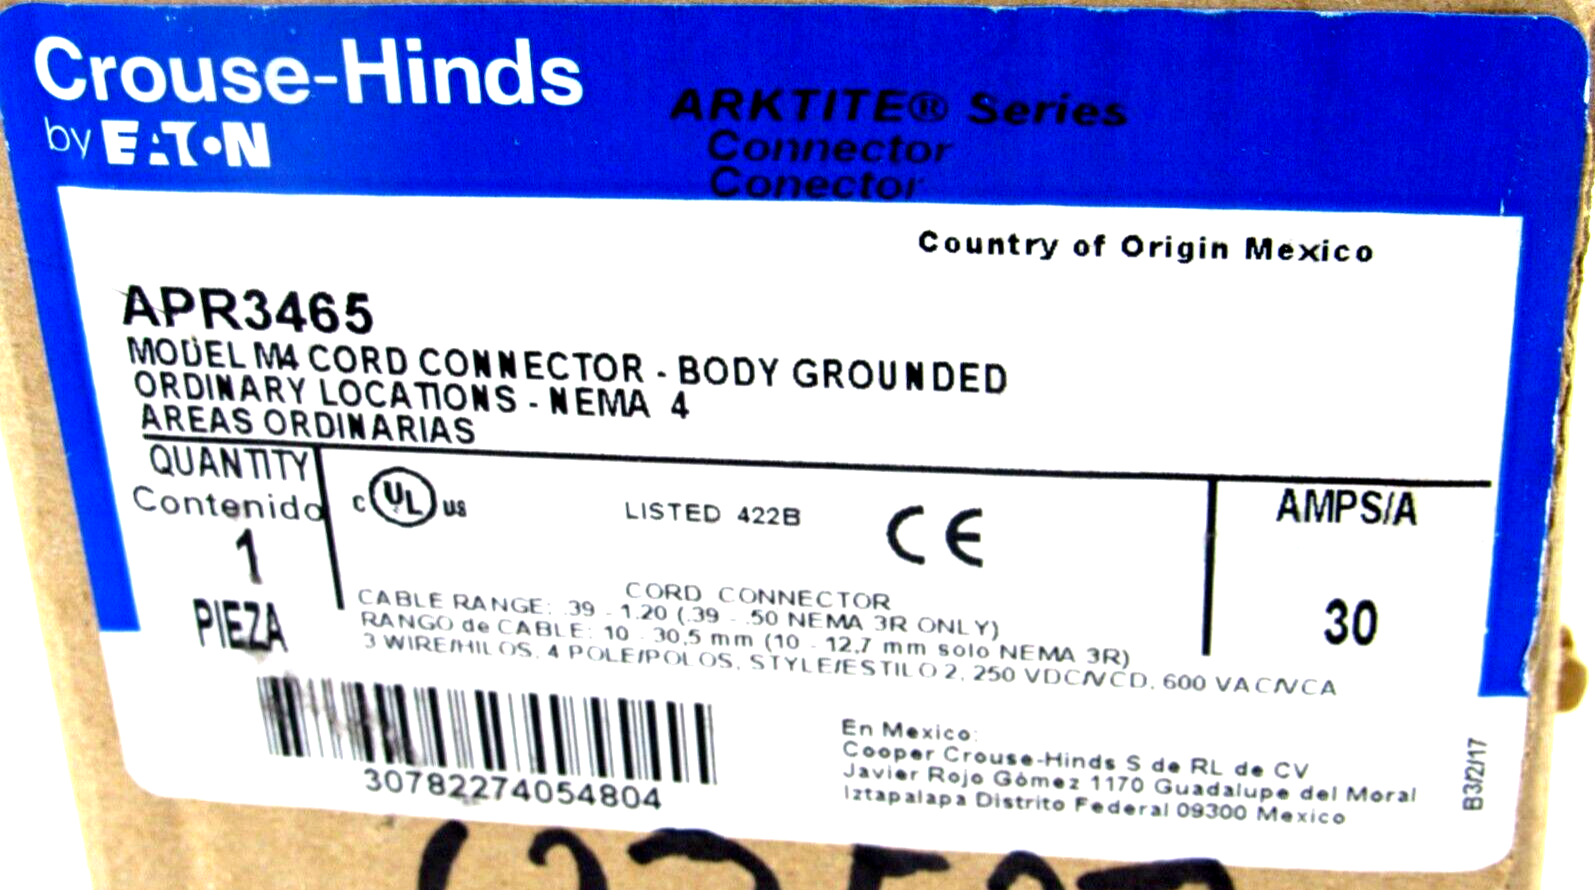 Crouse-Hinds
by EATON
ARKTITE® Series
Connector
Conector
Country of Origin Mexico
APR3465
MODEL M4 CORD CONNECTOR - BODY GROUNDED
ORDINARY LOCATIONS - NEMA 4
AREAS ORDINARIAS
QUANTITY
Contenido
1
PIEZA
c UL us
LISTED 422B
CE
CORD CONNECTOR
CABLE RANGE: .39 - 1.20 (.39 - .50 NEMA 3R ONLY)
RANGO de CABLE: 10 - 30,5 mm (10 - 12,7 mm solo NEMA 3R)
3 WIRE/HILOS, 4 POLE/POLOS, STYLE/ESTILO 2, 250 VDC/VCD, 600 VAC/VCA
AMPS/A
30
30782274054804
En Mexico:
Cooper Crouse-Hinds S de RL de CV
Javier Rojo Gómez 1170 Guadalupe del Moral
Iztapalapa Distrito Federal 09300 Mexico
B3/2/17